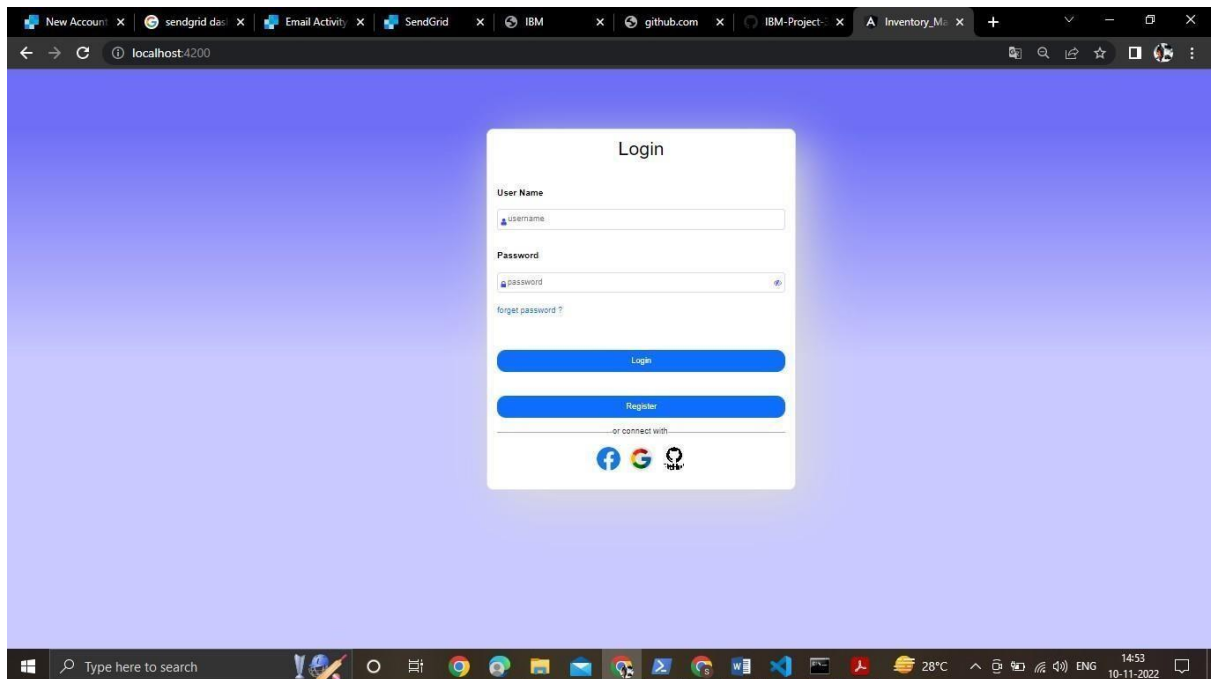 New Account
sendgrid das
Email Activity
SendGrid
IBM
github.com
IBM-Project-3
Inventory_Ma
localhost:4200
Login
User Name
username
Password
password
forget password ?
Login
Register
or connect with
Type here to search
28°C
ENG
14:53
10-11-2022